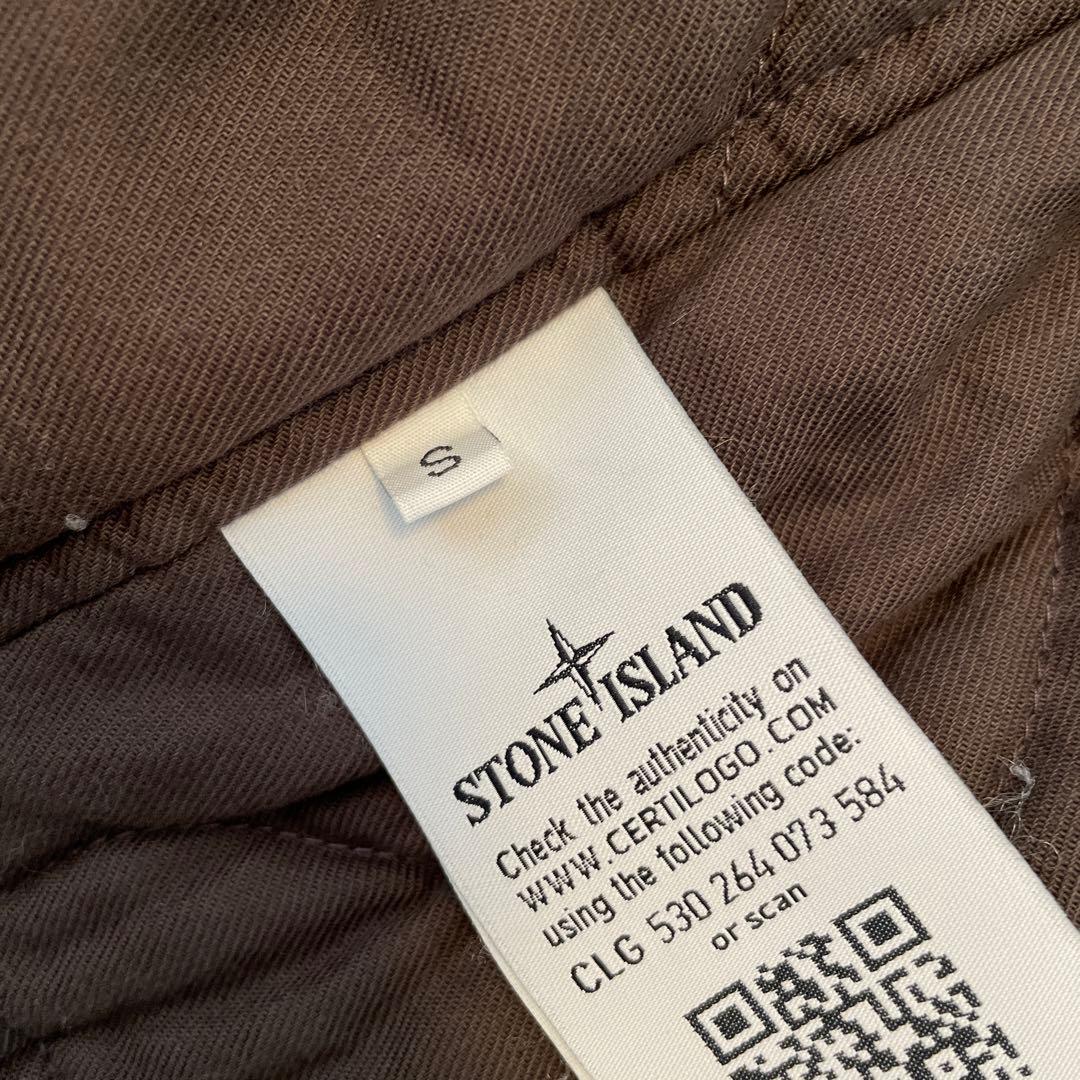 S
STONE ISLAND
Check the authenticity on
WWW.CERTILOGO.COM
using the following code:
CLG 530 264 073 584
or scan